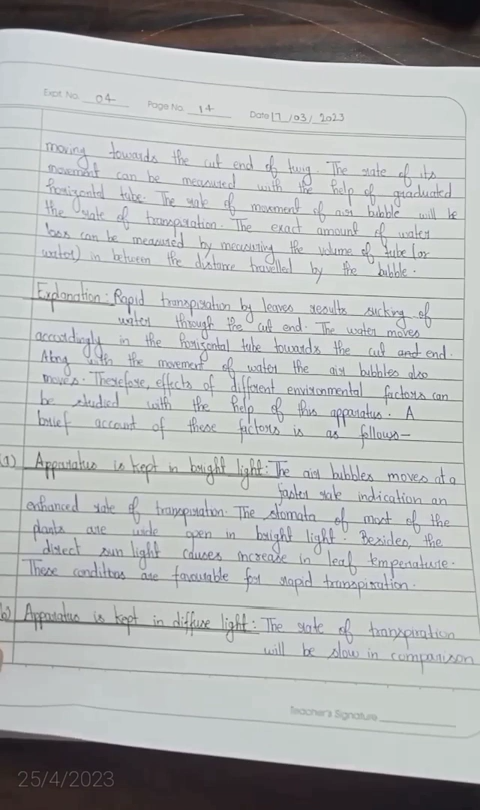 Expt. No. 04 Page No. 14 Date 17/03/2023
moving towards the cut end of twig. The rate of its
movement can be measured with the help of graduated
horizontal tube. The rate of movement of air bubble will be
the rate of transpiration. The exact amount of water
loss can be measured by measuring the volume of tube (or
water) in between the distance travelled by the bubble.
Explanation: Rapid transpiration by leaves results sucking of
water through the cut end. The water moves
accordingly in the horizontal tube towards the cut and end.
Along with the movement of water the air bubbles also
moves. Therefore, effects of different environmental factors can
be studied with the help of this apparatus. A
brief account of these factors is as follows—
(a) Apparatus is kept in bright light: The air bubbles moves at a
faster rate indication an
enhanced rate of transpiration. The stomata of most of the
plants are wide open in bright light. Besides, the
direct sun light causes increase in leaf temperature.
These conditions are favourable for rapid transpiration.
b) Apparatus is kept in diffuse light: The rate of transpiration
will be slow in comparison
Teacher's Signature
25/4/2023